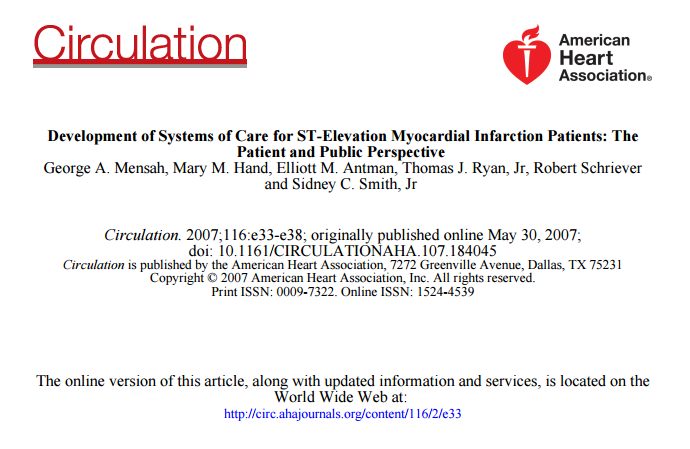 Circulation
American
Heart
Association®
Development of Systems of Care for ST-Elevation Myocardial Infarction Patients: The
Patient and Public Perspective
George A. Mensah, Mary M. Hand, Elliott M. Antman, Thomas J. Ryan, Jr, Robert Schriever
and Sidney C. Smith, Jr
Circulation. 2007;116:e33-e38; originally published online May 30, 2007;
doi: 10.1161/CIRCULATIONAHA.107.184045
Circulation is published by the American Heart Association, 7272 Greenville Avenue, Dallas, TX 75231
Copyright © 2007 American Heart Association, Inc. All rights reserved.
Print ISSN: 0009-7322. Online ISSN: 1524-4539
The online version of this article, along with updated information and services, is located on the
World Wide Web at:
http://circ.ahajournals.org/content/116/2/e33